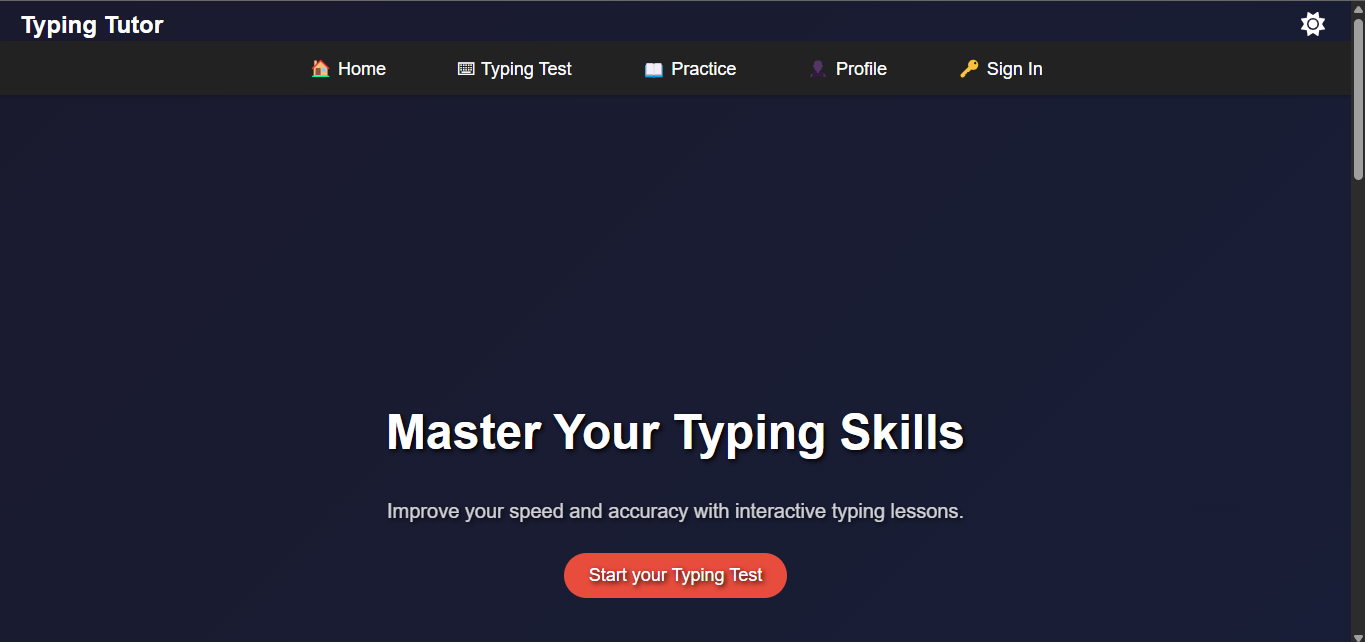 Typing Tutor
Home Typing Test Practice Profile Sign In
Master Your Typing Skills
Improve your speed and accuracy with interactive typing lessons.
Start your Typing Test